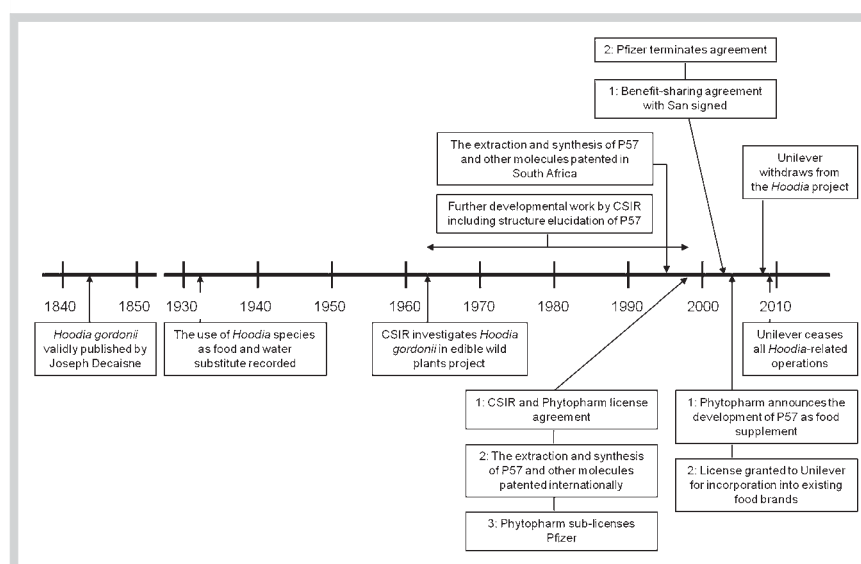 2: Pfizer terminates agreement
1: Benefit-sharing agreement
with San signed
The extraction and synthesis of P57
and other molecules patented in
South Africa
Unilever
withdraws from
the Hoodia project
Further developmental work by CSIR
including structure elucidation of P57
1840 1850 1930 1940 1950 1960 1970 1980 1990 2000 2010
Hoodia gordonii
validly published by
Joseph Decaisne
The use of Hoodia species
as food and water
substitute recorded
CSIR investigates Hoodia
gordonii in edible wild
plants project
Unilever ceases
all Hoodia-related
operations
1: CSIR and Phytopharm license
agreement
2: The extraction and synthesis
of P57 and other molecules
patented internationally
3: Phytopharm sub-licenses
Pfizer
1: Phytopharm announces the
development of P57 as food
supplement
2: License granted to Unilever
for incorporation into existing
food brands